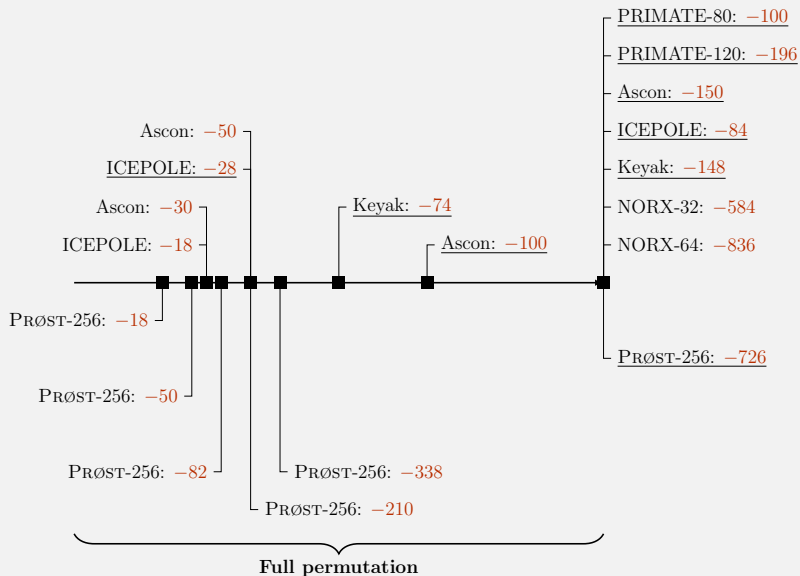 PRIMATE-80: −100
PRIMATE-120: −196
Ascon: −150
Ascon: −50
ICEPOLE: −84
ICEPOLE: −28
Keyak: −148
Ascon: −30
Keyak: −74
NORX-32: −584
ICEPOLE: −18
Ascon: −100
NORX-64: −836
Prøst-256: −18
Prøst-256: −726
Prøst-256: −50
Prøst-256: −82
Prøst-256: −338
Prøst-256: −210
Full permutation